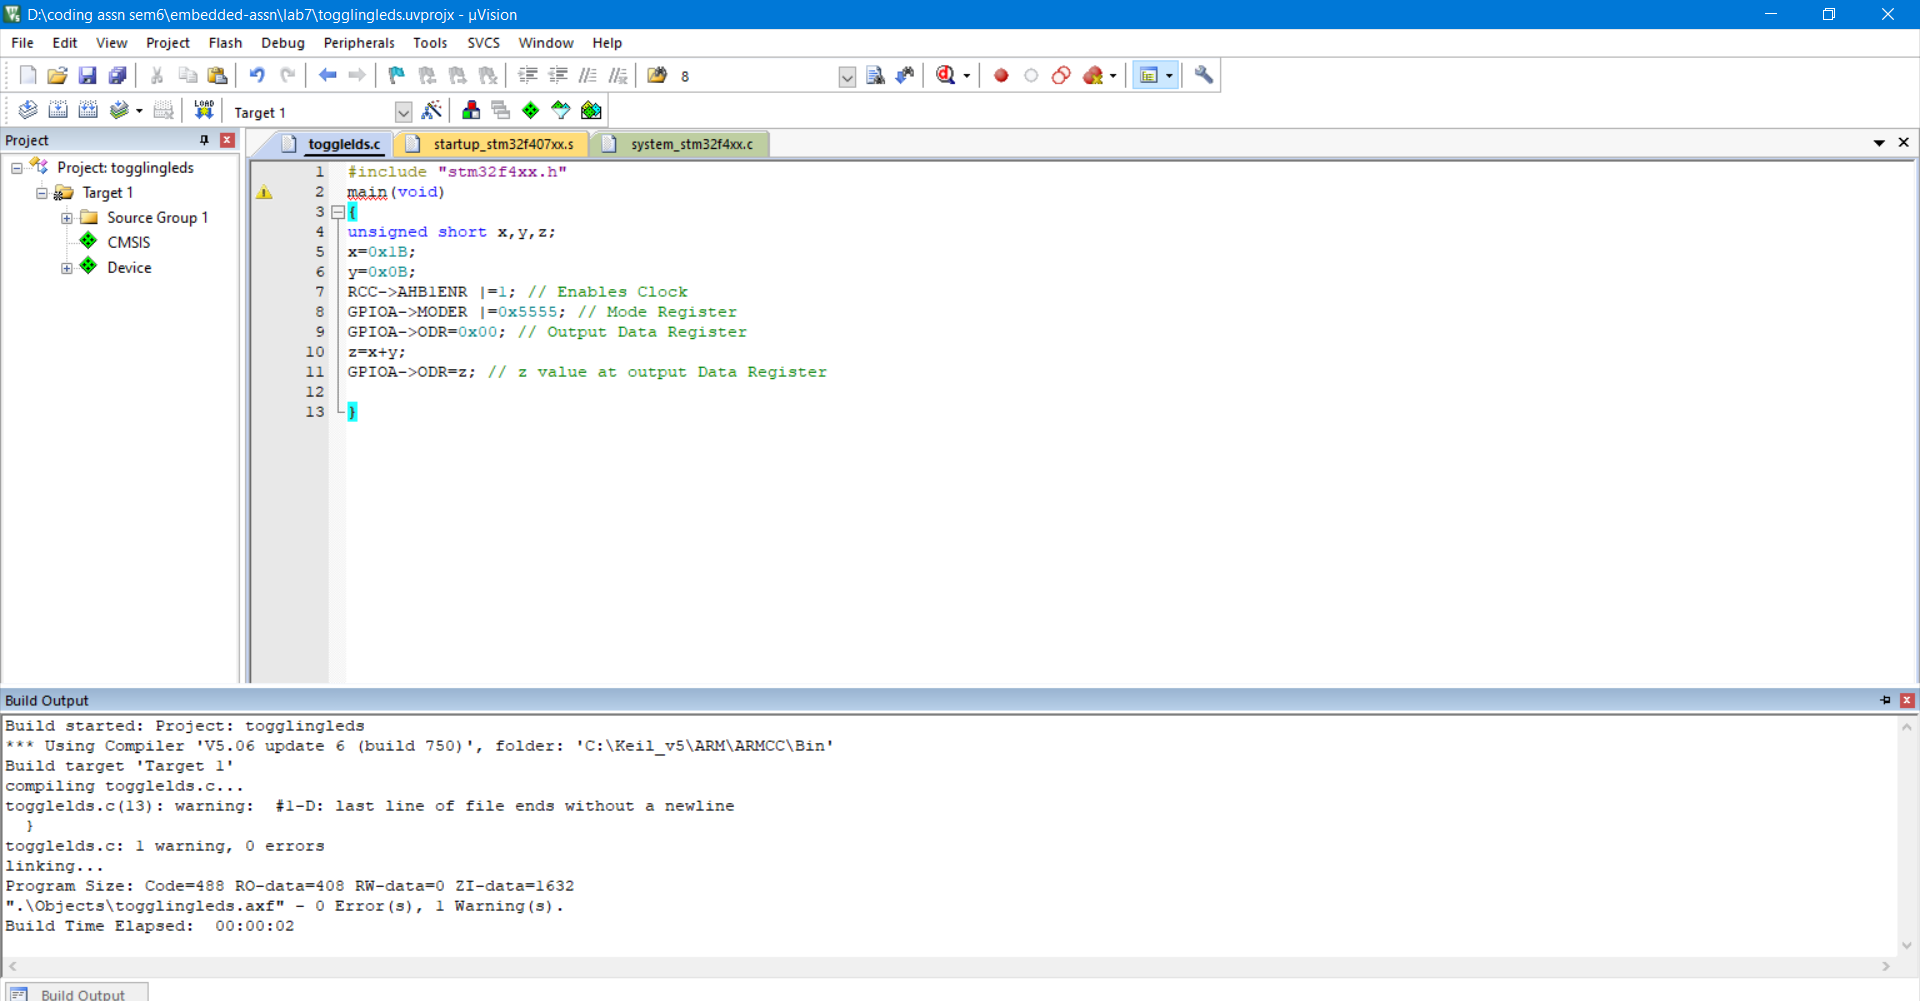 D:\coding assn sem6\embedded-assn\lab7\togglingleds.uvprojx - µVision
File Edit View Project Flash Debug Peripherals Tools SVCS Window Help
8
LOAD Target 1
Project
togglelds.c startup_stm32f407xx.s system_stm32f4xx.c
Project: togglingleds
Target 1
Source Group 1
CMSIS
Device
1 #include "stm32f4xx.h"
2 main(void)
3 {
4 unsigned short x,y,z;
5 x=0x1B;
6 y=0x0B;
7 RCC->AHB1ENR |=1; // Enables Clock
8 GPIOA->MODER |=0x5555; // Mode Register
9 GPIOA->ODR=0x00; // Output Data Register
10 z=x+y;
11 GPIOA->ODR=z; // z value at output Data Register
12
13 }
Build Output
Build started: Project: togglingleds
*** Using Compiler 'V5.06 update 6 (build 750)', folder: 'C:\Keil_v5\ARM\ARMCC\Bin'
Build target 'Target 1'
compiling togglelds.c...
togglelds.c(13): warning:  #1-D: last line of file ends without a newline
}
togglelds.c: 1 warning, 0 errors
linking...
Program Size: Code=488 RO-data=408 RW-data=0 ZI-data=1632
".\Objects\togglingleds.axf" - 0 Error(s), 1 Warning(s).
Build Time Elapsed:  00:00:02
Build Output